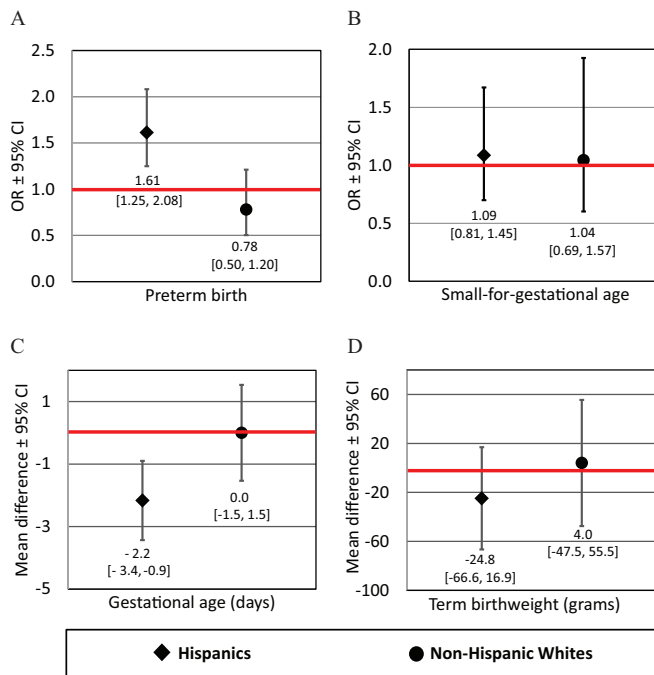 A
OR ± 95% CI
2.5
2.0
1.5
1.0
0.5
0.0
1.61
[1.25, 2.08]
0.78
[0.50, 1.20]
Preterm birth
B
OR ± 95% CI
2.0
1.5
1.0
0.5
0.0
1.09
[0.81, 1.45]
1.04
[0.69, 1.57]
Small-for-gestational age
C
Mean difference ± 95% CI
1
-1
-3
-5
0.0
[-1.5, 1.5]
- 2.2
[- 3.4, -0.9]
Gestational age (days)
D
Mean difference ± 95% CI
60
20
-20
-60
-100
4.0
[-47.5, 55.5]
-24.8
[-66.6, 16.9]
Term birthweight (grams)
Hispanics
Non-Hispanic Whites